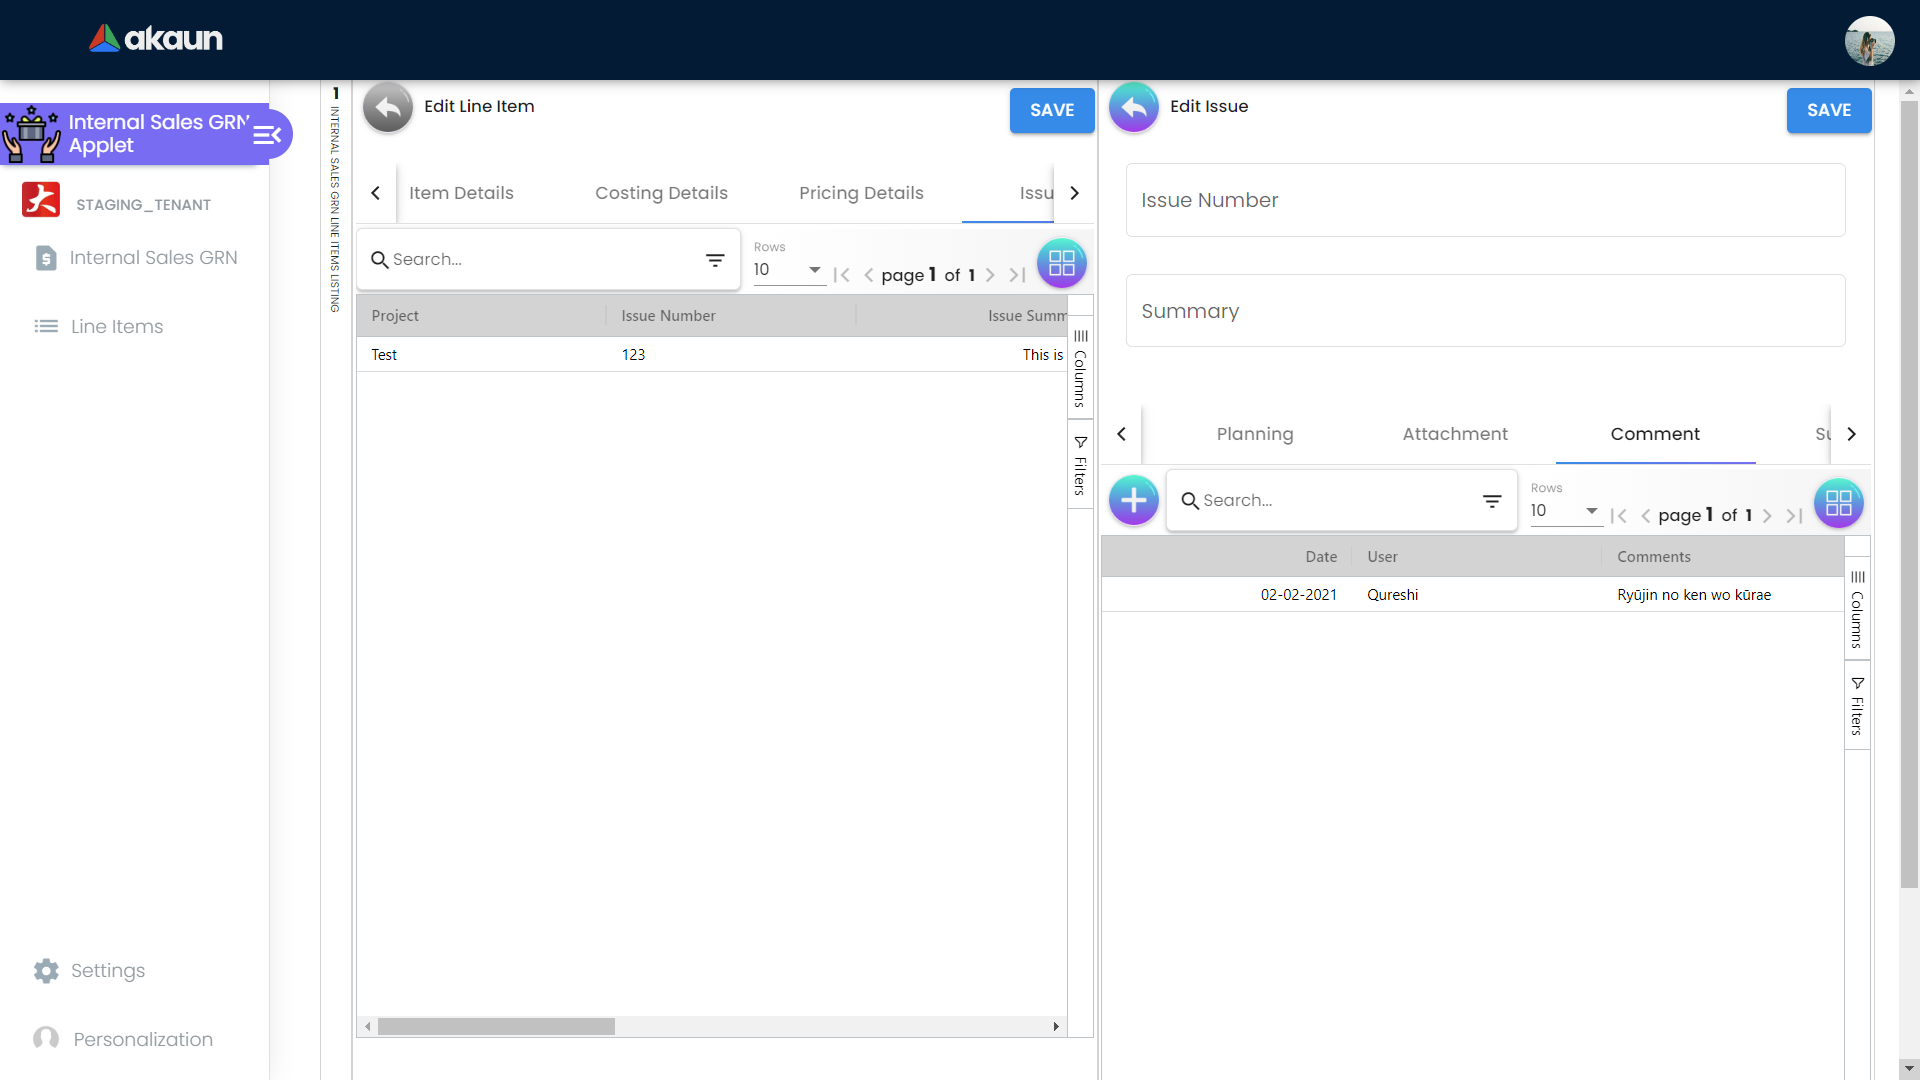 akaun
Internal Sales GRN
Applet
STAGING_TENANT
Internal Sales GRN
Line Items
Settings
Personalization
1
INTERNAL SALES GRN LINE ITEMS LISTING
Edit Line Item
SAVE
Item Details
Costing Details
Pricing Details
Issu
Search...
Rows
10
page 1 of 1
Project
Issue Number
Issue Summ
Test
123
This is
Columns
Filters
Edit Issue
SAVE
Issue Number
Summary
Planning
Attachment
Comment
Su
Search...
Rows
10
page 1 of 1
Date
User
Comments
02-02-2021
Qureshi
Ryūjin no ken wo kūrae
Columns
Filters